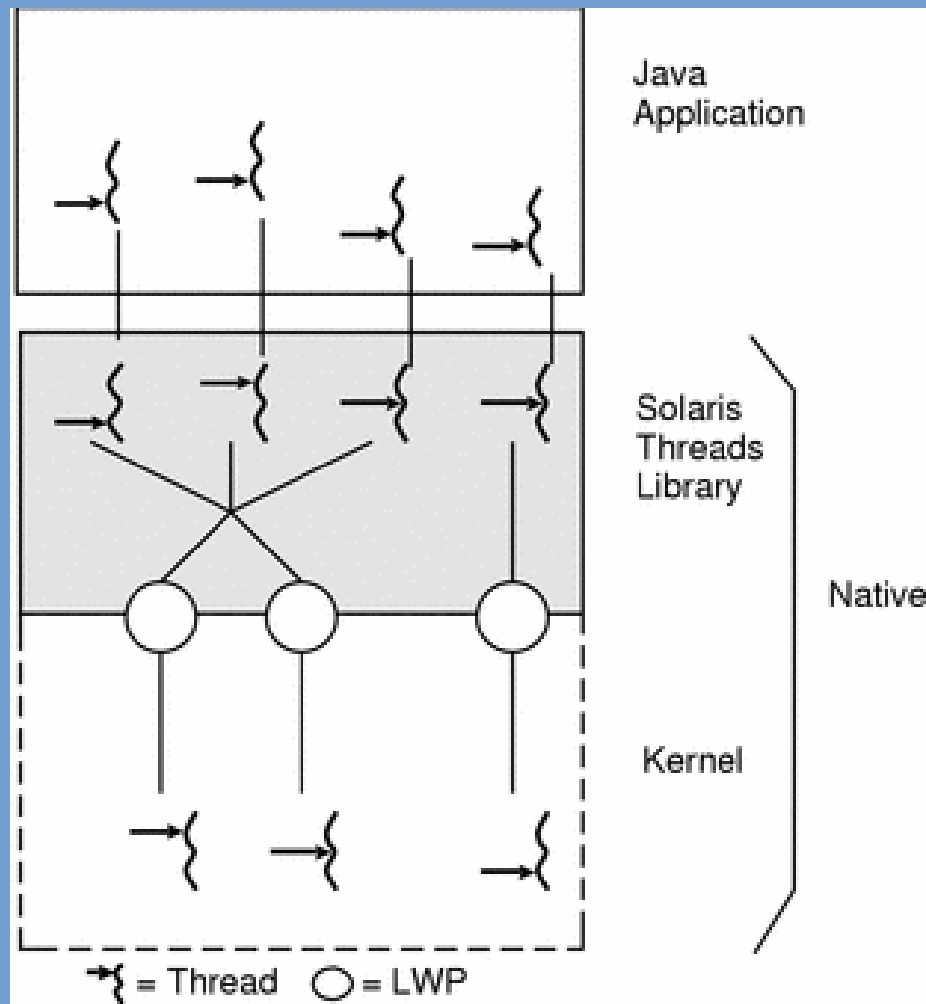 Java
Application
Solaris
Threads
Library
Native
Kernel
= Thread
= LWP